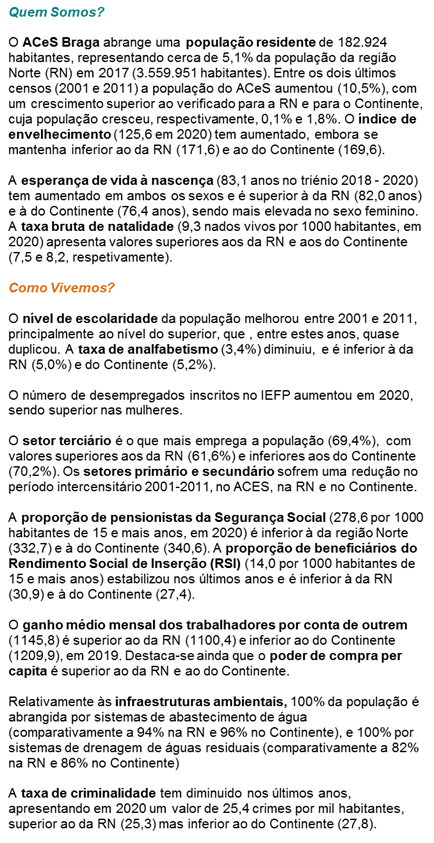 Quem Somos?
O ACeS Braga abrange uma população residente de 182.924
habitantes, representando cerca de 5,1% da população da região
Norte (RN) em 2017 (3.559.951 habitantes). Entre os dois últimos
censos (2001 e 2011) a população do ACeS aumentou (10,5%), com
um crescimento superior ao verificado para a RN e para o Continente,
cuja população cresceu, respectivamente, 0,1% e 1,8%. O índice de
envelhecimento (125,6 em 2020) tem aumentado, embora se
mantenha inferior ao da RN (171,6) e ao do Continente (169,6).
A esperança de vida à nascença (83,1 anos no triénio 2018 - 2020)
tem aumentado em ambos os sexos e é superior à da RN (82,0 anos)
e à do Continente (76,4 anos), sendo mais elevada no sexo feminino.
A taxa bruta de natalidade (9,3 nados vivos por 1000 habitantes, em
2020) apresenta valores superiores aos da RN e aos do Continente
(7,5 e 8,2, respetivamente).
Como Vivemos?
O nível de escolaridade da população melhorou entre 2001 e 2011,
principalmente ao nível do superior, que , entre estes anos, quase
duplicou. A taxa de analfabetismo (3,4%) diminuiu, e é inferior à da
RN (5,0%) e do Continente (5,2%).
O número de desempregados inscritos no IEFP aumentou em 2020,
sendo superior nas mulheres.
O setor terciário é o que mais emprega a população (69,4%), com
valores superiores aos da RN (61,6%) e inferiores aos do Continente
(70,2%). Os setores primário e secundário sofrem uma redução no
período intercensitário 2001-2011, no ACES, na RN e no Continente.
A proporção de pensionistas da Segurança Social (278,6 por 1000
habitantes de 15 e mais anos, em 2020) é inferior à da região Norte
(332,7) e à do Continente (340,6). A proporção de beneficiários do
Rendimento Social de Inserção (RSI) (14,0 por 1000 habitantes de
15 e mais anos) estabilizou nos últimos anos e é inferior à da RN
(30,9) e à do Continente (27,4).
O ganho médio mensal dos trabalhadores por conta de outrem
(1145,8) é superior ao da RN (1100,4) e inferior ao do Continente
(1209,9), em 2019. Destaca-se ainda que o poder de compra per
capita é superior ao da RN e ao do Continente.
Relativamente às infraestruturas ambientais, 100% da população é
abrangida por sistemas de abastecimento de água
(comparativamente a 94% na RN e 96% no Continente), e 100% por
sistemas de drenagem de águas residuais (comparativamente a 82%
na RN e 86% no Continente)
A taxa de criminalidade tem diminuido nos últimos anos,
apresentando em 2020 um valor de 25,4 crimes por mil habitantes,
superior ao da RN (25,3) mas inferior ao do Continente (27,8).